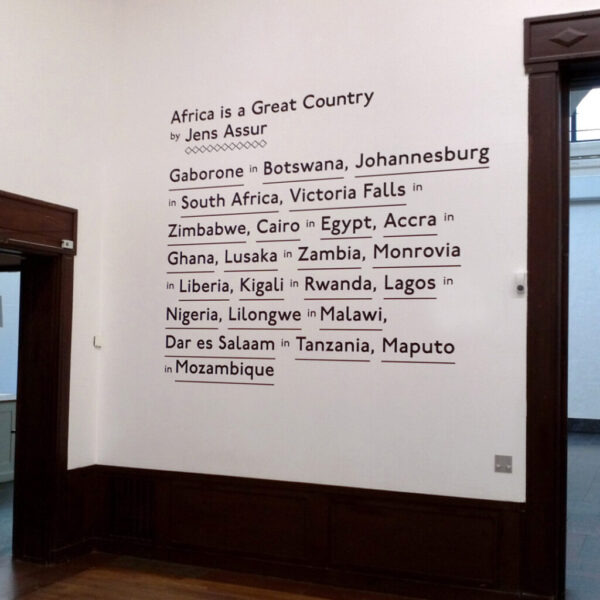 Africa is a Great Country
by Jens Assur
Gaborone in Botswana, Johannesburg
in South Africa, Victoria Falls in
Zimbabwe, Cairo in Egypt, Accra in
Ghana, Lusaka in Zambia, Monrovia
in Liberia, Kigali in Rwanda, Lagos in
Nigeria, Lilongwe in Malawi,
Dar es Salaam in Tanzania, Maputo
in Mozambique